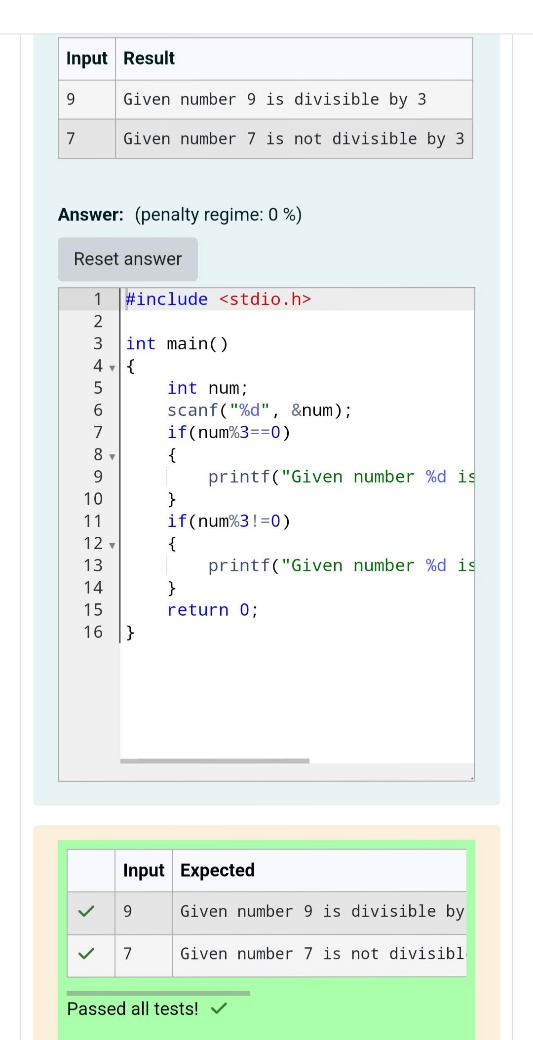 Input Result
9 Given number 9 is divisible by 3
7 Given number 7 is not divisible by 3
Answer: (penalty regime: 0 %)
Reset answer
1 #include <stdio.h>
2
3 int main()
4 {
5 int num;
6 scanf("%d", &num);
7 if(num%3==0)
8 {
9 printf("Given number %d is
10 }
11 if(num%3!=0)
12 {
13 printf("Given number %d is
14 }
15 return 0;
16 }
Input Expected
9 Given number 9 is divisible by
7 Given number 7 is not divisibl
Passed all tests!